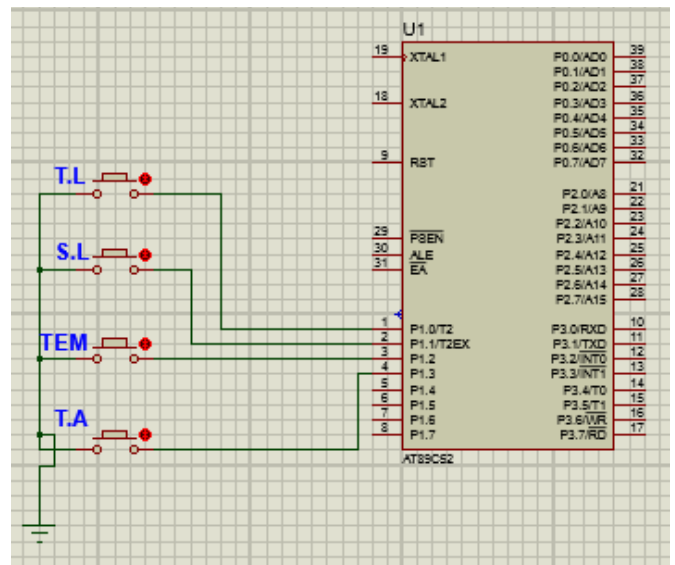 U1
19 XTAL1
18 XTAL2
9 RST
29 PSEN
30 ALE
31 EA
1 P1.0/T2
2 P1.1/T2EX
3 P1.2
4 P1.3
5 P1.4
6 P1.5
7 P1.6
8 P1.7
P0.0/AD0 39
P0.1/AD1 38
P0.2/AD2 37
P0.3/AD3 36
P0.4/AD4 35
P0.5/AD5 34
P0.6/AD6 33
P0.7/AD7 32
P2.0/A8 21
P2.1/A9 22
P2.2/A10 23
P2.3/A11 24
P2.4/A12 25
P2.5/A13 26
P2.6/A14 27
P2.7/A15 28
P3.0/RXD 10
P3.1/TXD 11
P3.2/INT0 12
P3.3/INT1 13
P3.4/T0 14
P3.5/T1 15
P3.6/WR 16
P3.7/RD 17
AT89C52
T.L
S.L
TEM
T.A